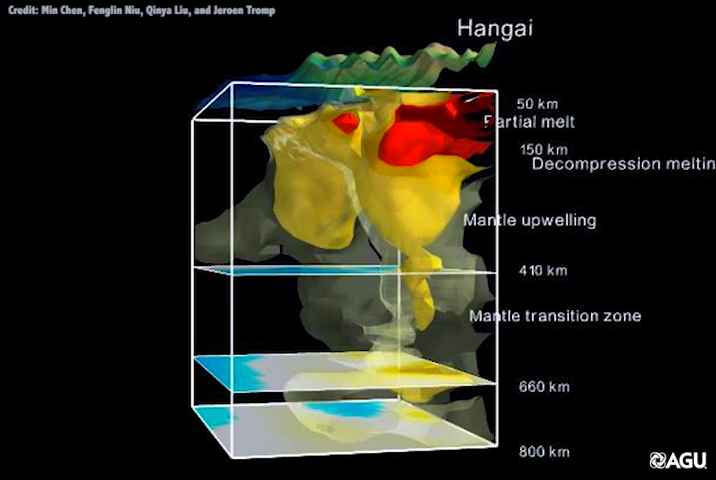 Credit: Min Chen, Fenglin Niu, Qinya Liu, and Jeroen Tromp
Hangai
50 km
Partial melt
150 km
Decompression meltin
Mantle upwelling
410 km
Mantle transition zone
660 km
800 km
AGU